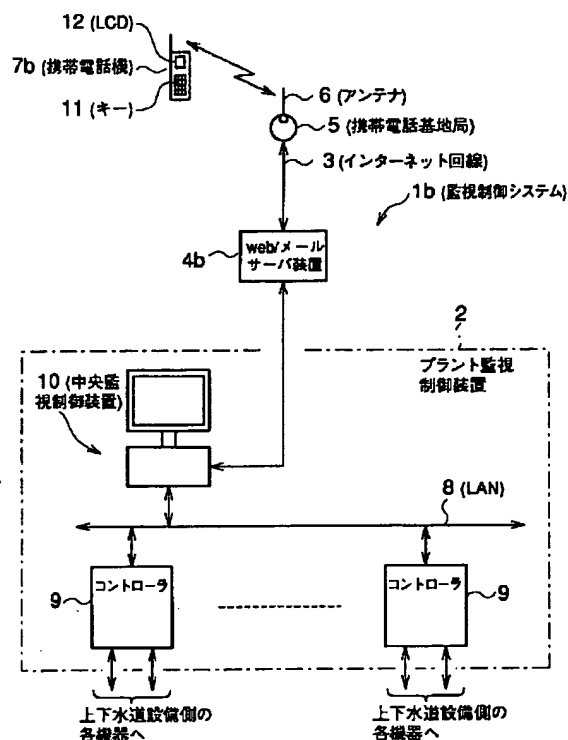 12 (LCD)
7b (携帯電話機)
11 (キー)
6 (アンテナ)
5 (携帯電話基地局)
3 (インターネット回線)
1b (監視制御システム)
web/メール
サーバ装置
4b
2
プラント監視
制御装置
10 (中央監
視制御装置)
8 (LAN)
コントローラ
9
コントローラ
9
上下水道設備側の
各機器へ
上下水道設備側の
各機器へ